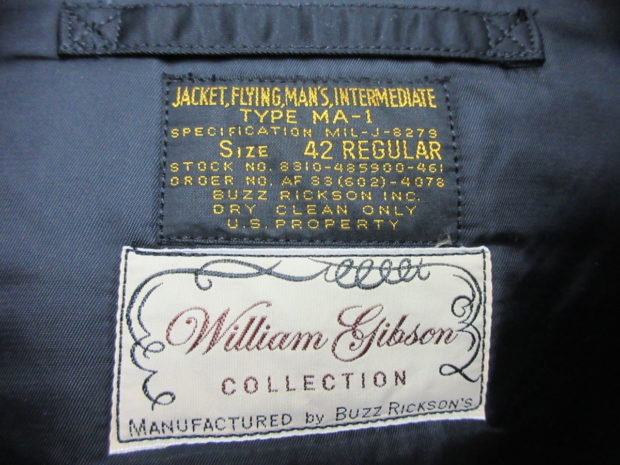 JACKET, FLYING, MAN'S, INTERMEDIATE
TYPE MA-1
SPECIFICATION MIL-J-8279
SIZE 42 REGULAR
STOCK NO. 8310-485900-461
ORDER NO. AF 33(602)-4078
BUZZ RICKSON INC.
DRY CLEAN ONLY
U.S. PROPERTY
William Gibson
COLLECTION
MANUFACTURED by BUZZ RICKSON'S